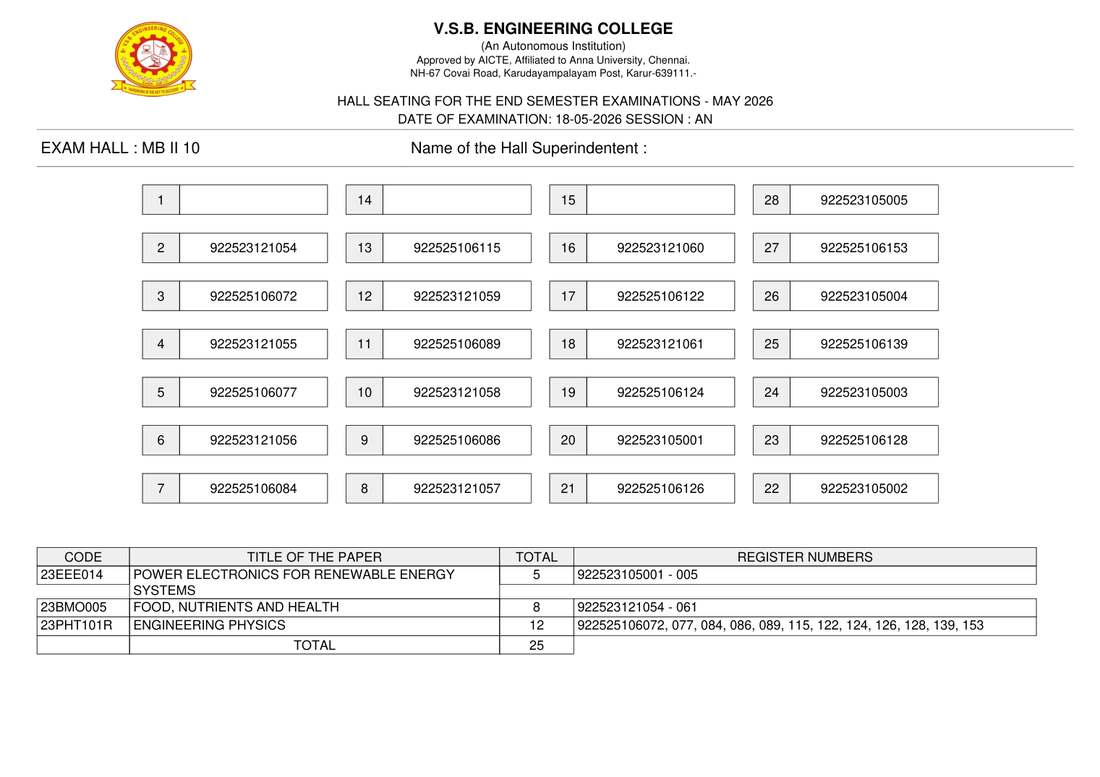 V.S.B. ENGINEERING COLLEGE
(An Autonomous Institution)
Approved by AICTE, Affiliated to Anna University, Chennai.
NH-67 Covai Road, Karudayampalayam Post, Karur-639111.-
HALL SEATING FOR THE END SEMESTER EXAMINATIONS - MAY 2026
DATE OF EXAMINATION: 18-05-2026 SESSION : AN
EXAM HALL : MB II 10 Name of the Hall Superindentent :
1 14 15 28 922523105005
2 922523121054 13 922525106115 16 922523121060 27 922525106153
3 922525106072 12 922523121059 17 922525106122 26 922523105004
4 922523121055 11 922525106089 18 922523121061 25 922525106139
5 922525106077 10 922523121058 19 922525106124 24 922523105003
6 922523121056 9 922525106086 20 922523105001 23 922525106128
7 922525106084 8 922523121057 21 922525106126 22 922523105002
CODE TITLE OF THE PAPER TOTAL REGISTER NUMBERS
23EEE014 POWER ELECTRONICS FOR RENEWABLE ENERGY 5 922523105001 - 005
SYSTEMS
23BMO005 FOOD, NUTRIENTS AND HEALTH 8 922523121054 - 061
23PHT101R ENGINEERING PHYSICS 12 922525106072, 077, 084, 086, 089, 115, 122, 124, 126, 128, 139, 153
TOTAL 25